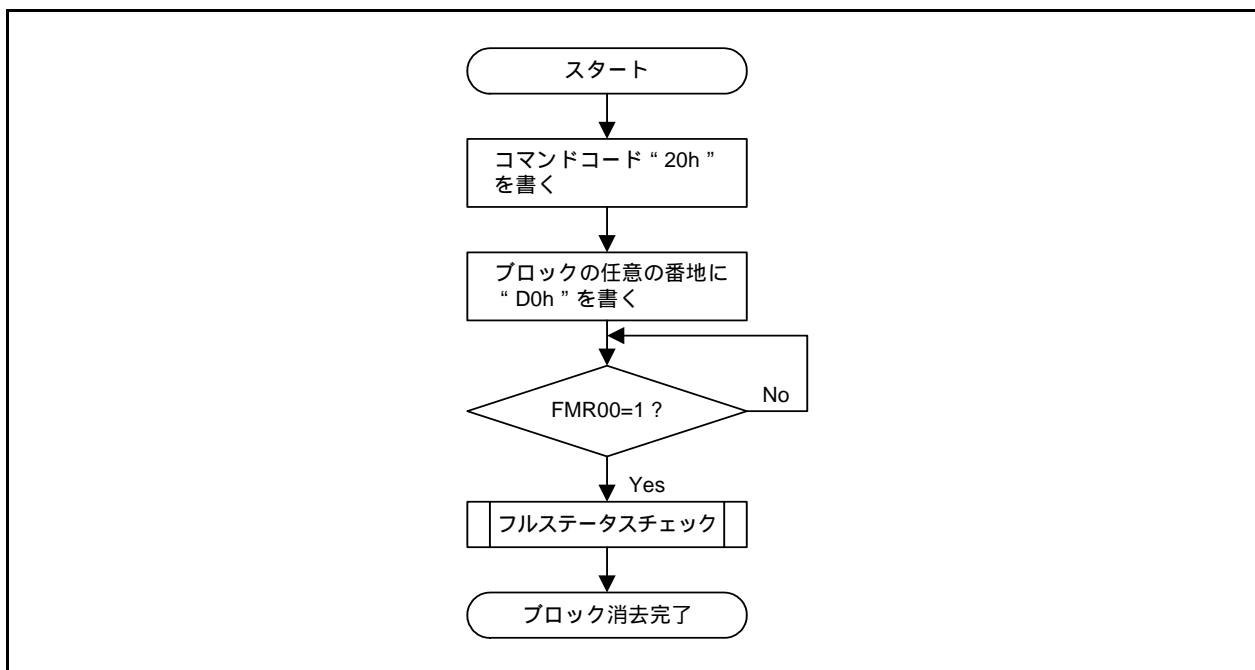 スタート
コマンドコード“20h”
を書く
ブロックの任意の番地に
“D0h”を書く
FMR00=1 ?
No
Yes
フルステータスチェック
ブロック消去完了